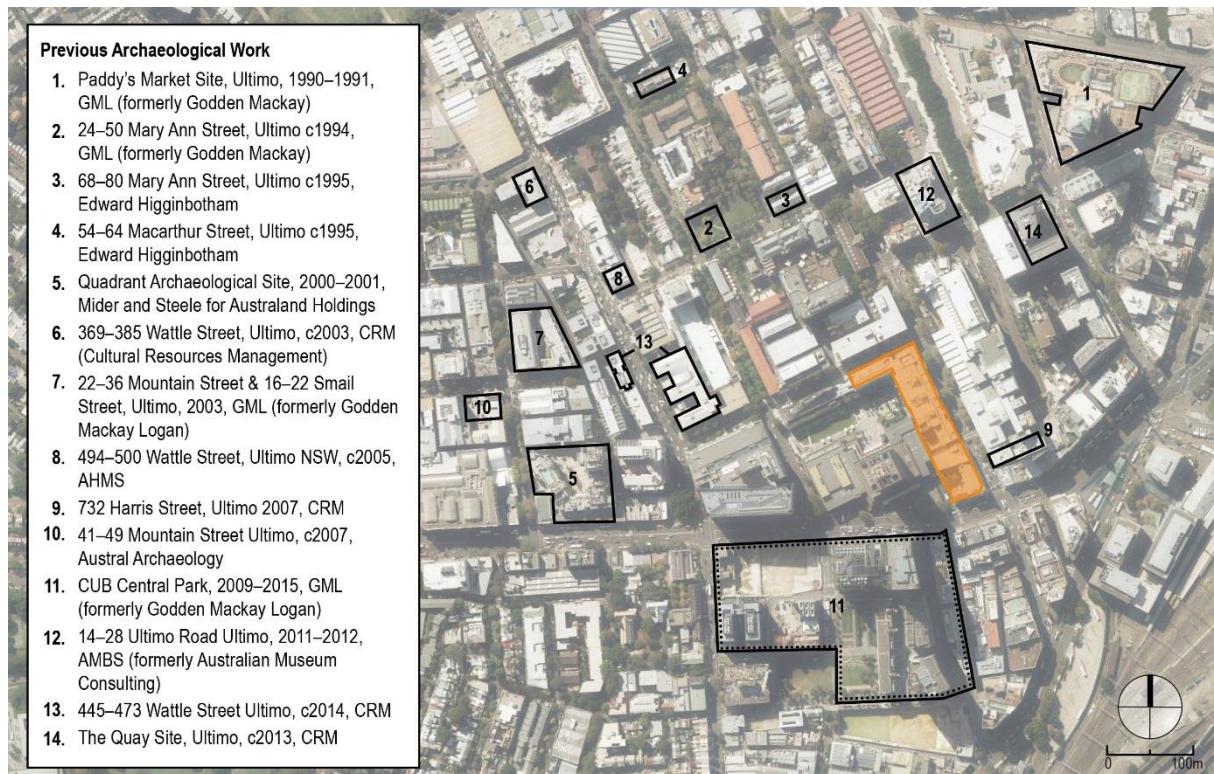 Previous Archaeological Work
1. Paddy's Market Site, Ultimo, 1990–1991,
GML (formerly Godden Mackay)
2. 24–50 Mary Ann Street, Ultimo c1994,
GML (formerly Godden Mackay)
3. 68–80 Mary Ann Street, Ultimo c1995,
Edward Higginbotham
4. 54–64 Macarthur Street, Ultimo c1995,
Edward Higginbotham
5. Quadrant Archaeological Site, 2000–2001,
Mider and Steele for Australand Holdings
6. 369–385 Wattle Street, Ultimo, c2003, CRM
(Cultural Resources Management)
7. 22–36 Mountain Street & 16–22 Smail
Street, Ultimo, 2003, GML (formerly Godden
Mackay Logan)
8. 494–500 Wattle Street, Ultimo NSW, c2005,
AHMS
9. 732 Harris Street, Ultimo 2007, CRM
10. 41–49 Mountain Street Ultimo, c2007,
Austral Archaeology
11. CUB Central Park, 2009–2015, GML
(formerly Godden Mackay Logan)
12. 14–28 Ultimo Road Ultimo, 2011–2012,
AMBS (formerly Australian Museum
Consulting)
13. 445–473 Wattle Street Ultimo, c2014, CRM
14. The Quay Site, Ultimo, c2013, CRM
4
1
6
12
3
2
14
8
7
13
10
9
5
11
0 100m